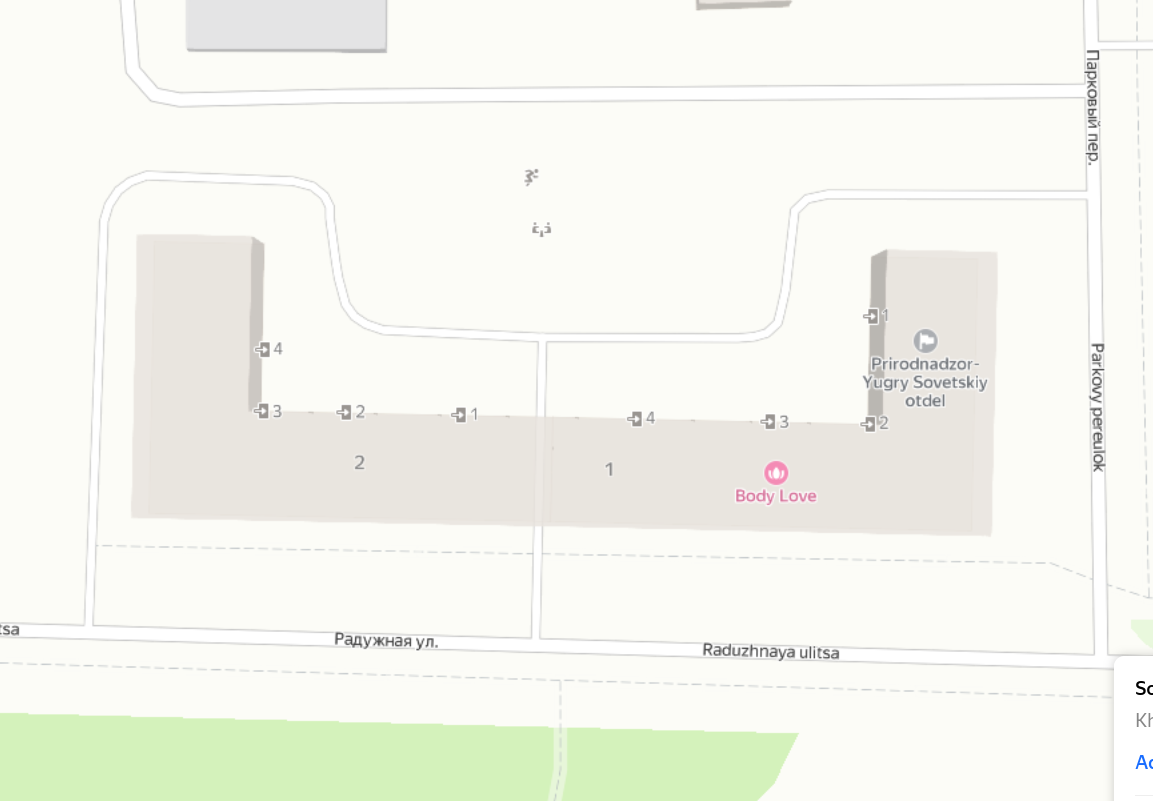 Парковый пер.
1
Prirodnadzor-
Yugry Sovetskiy
otdel
4
Parkovy pereulok
3
2
1
4
3
2
2
1
Body Love
tsa
Радужная ул.
Raduzhnaya ulitsa